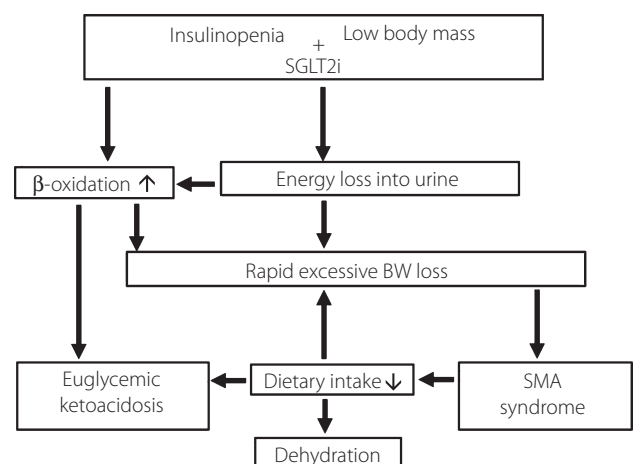 Insulinopenia + Low body mass
SGLT2i
β-oxidation ↑
Energy loss into urine
Rapid excessive BW loss
Euglycemic
ketoacidosis
Dietary intake ↓
SMA
syndrome
Dehydration